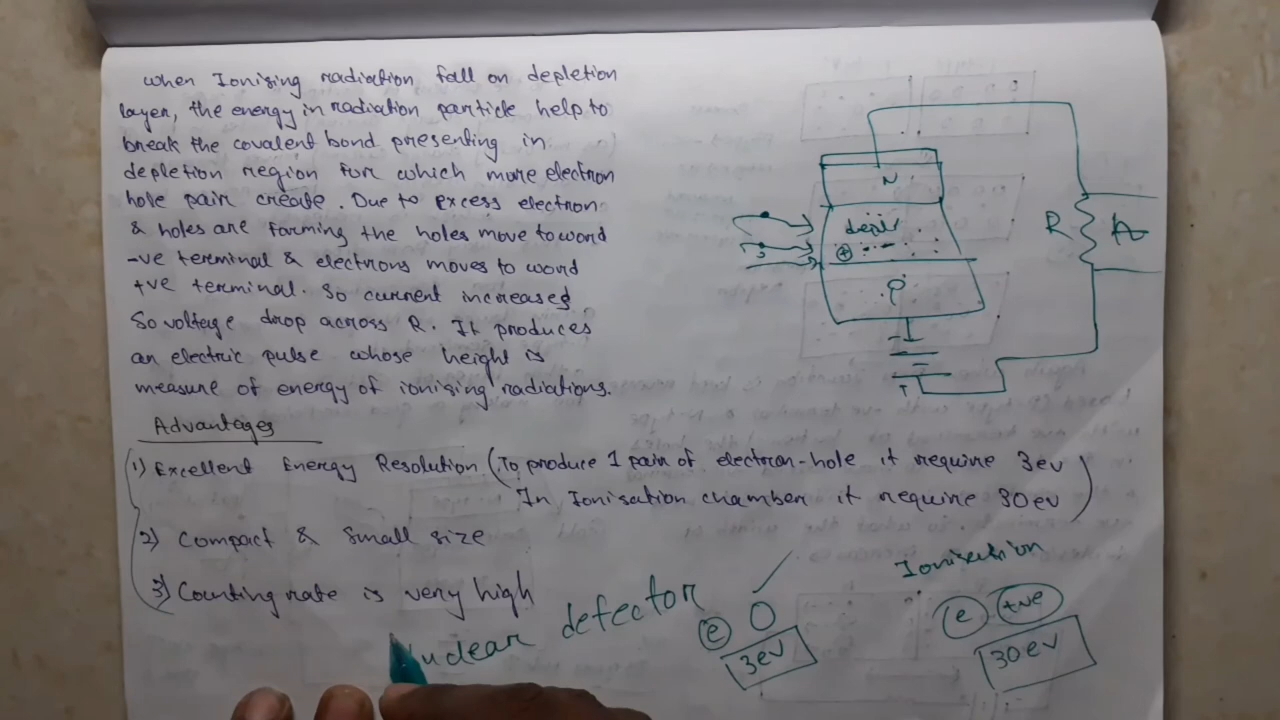 when Ionising radiation fall on depletion
layer, the energy in radiation particle help to
break the covalent bond presenting in
depletion region for which more electron
hole pair create. Due to excess electron
& holes are farming the holes move to word
-ve terminal & electrons moves to word
+ve terminal. So current increased
So voltage drop across R. It produces
an electric pulse whose height is
measure of energy of ionising radiations.
N
R
+
P
Advantages
1) Excellent Energy Resolution (To produce 1 pair of electron-hole it require 3ev
In Ionisation chamber it require 30ev)
2) Compact & Small size
3) Counting rate is very high
Ionisection
e +ve
30ev
e O
3ev
detector